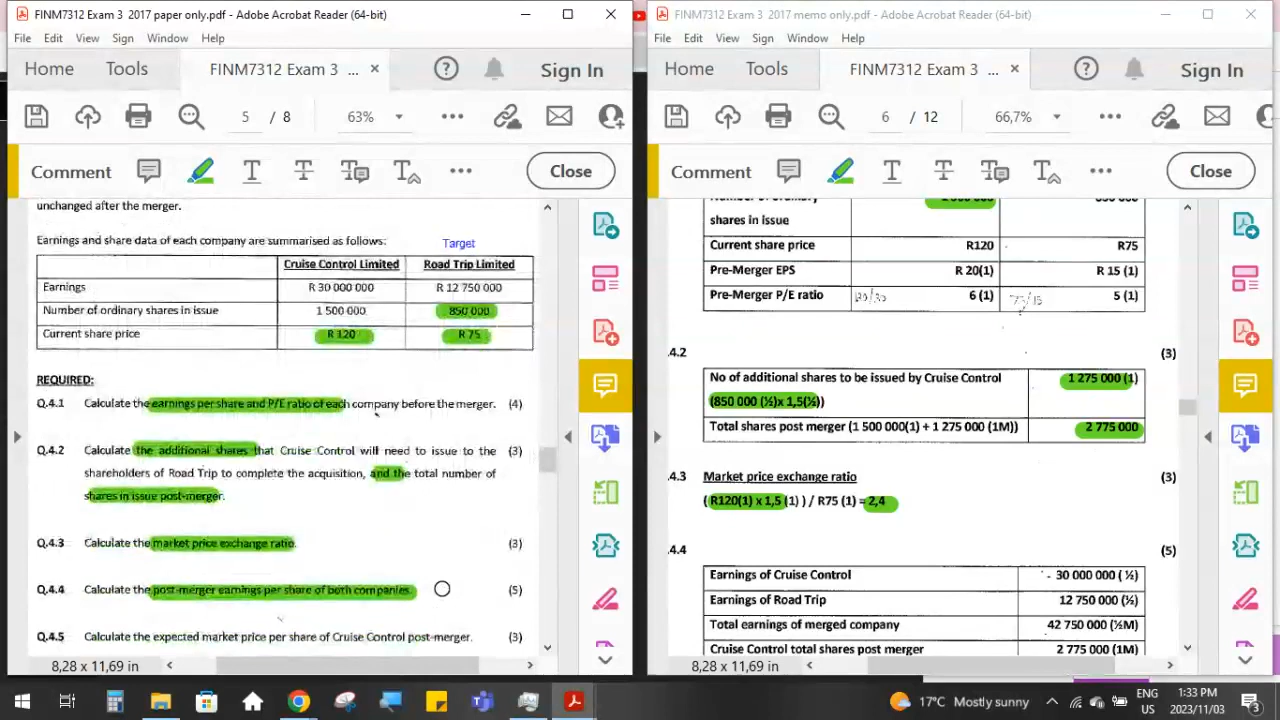 FINM7312 Exam 3 2017 paper only.pdf - Adobe Acrobat Reader (64-bit)
File Edit View Sign Window Help
Home Tools FINM7312 Exam 3 ... × Sign In
5 / 8 63%
Comment Close
unchanged after the merger.
Earnings and share data of each company are summarised as follows: Target
Cruise Control Limited Road Trip Limited
Earnings R 30 000 000 R 12 750 000
Number of ordinary shares in issue 1 500 000 850 000
Current share price R 120 R 75
REQUIRED:
Q.4.1 Calculate the earnings per share and P/E ratio of each company before the merger. (4)
Q.4.2 Calculate the additional shares that Cruise Control will need to issue to the (3)
shareholders of Road Trip to complete the acquisition, and the total number of
shares in issue post-merger.
Q.4.3 Calculate the market price exchange ratio. (3)
Q.4.4 Calculate the post-merger earnings per share of both companies. (5)
Q.4.5 Calculate the expected market price per share of Cruise Control post-merger. (3)
8,28 x 11,69 in
FINM7312 Exam 3 2017 memo only.pdf - Adobe Acrobat Reader (64-bit)
File Edit View Sign Window Help
Home Tools FINM7312 Exam 3 ... × Sign In
6 / 12 66,7%
Comment Close
shares in issue
Current share price R120 R75
Pre-Merger EPS R 20(1) R 15 (1)
Pre-Merger P/E ratio 6 (1) 5 (1)
.4.2 (3)
No of additional shares to be issued by Cruise Control 1 275 000 (1)
(850 000 (½)x 1,5(½))
Total shares post merger (1 500 000(1) + 1 275 000 (1M)) 2 775 000
.4.3 Market price exchange ratio (3)
(R120(1) x 1,5 (1) ) / R75 (1) = 2,4
.4.4 (5)
Earnings of Cruise Control 30 000 000 ( ½)
Earnings of Road Trip 12 750 000 (½)
Total earnings of merged company 42 750 000 (½M)
Cruise Control total shares post merger 2 775 000 (1M)
8,28 x 11,69 in
17°C Mostly sunny
ENG
US
1:33 PM
2023/11/03
3